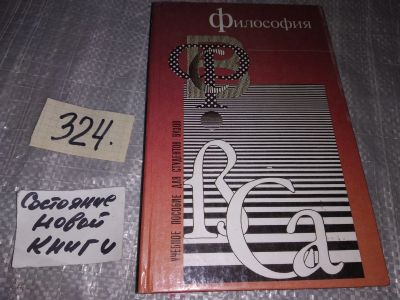 Философия
УЧЕБНОЕ ПОСОБИЕ ДЛЯ СТУДЕНТОВ ВУЗОВ
324.
Состояние
новой
книги